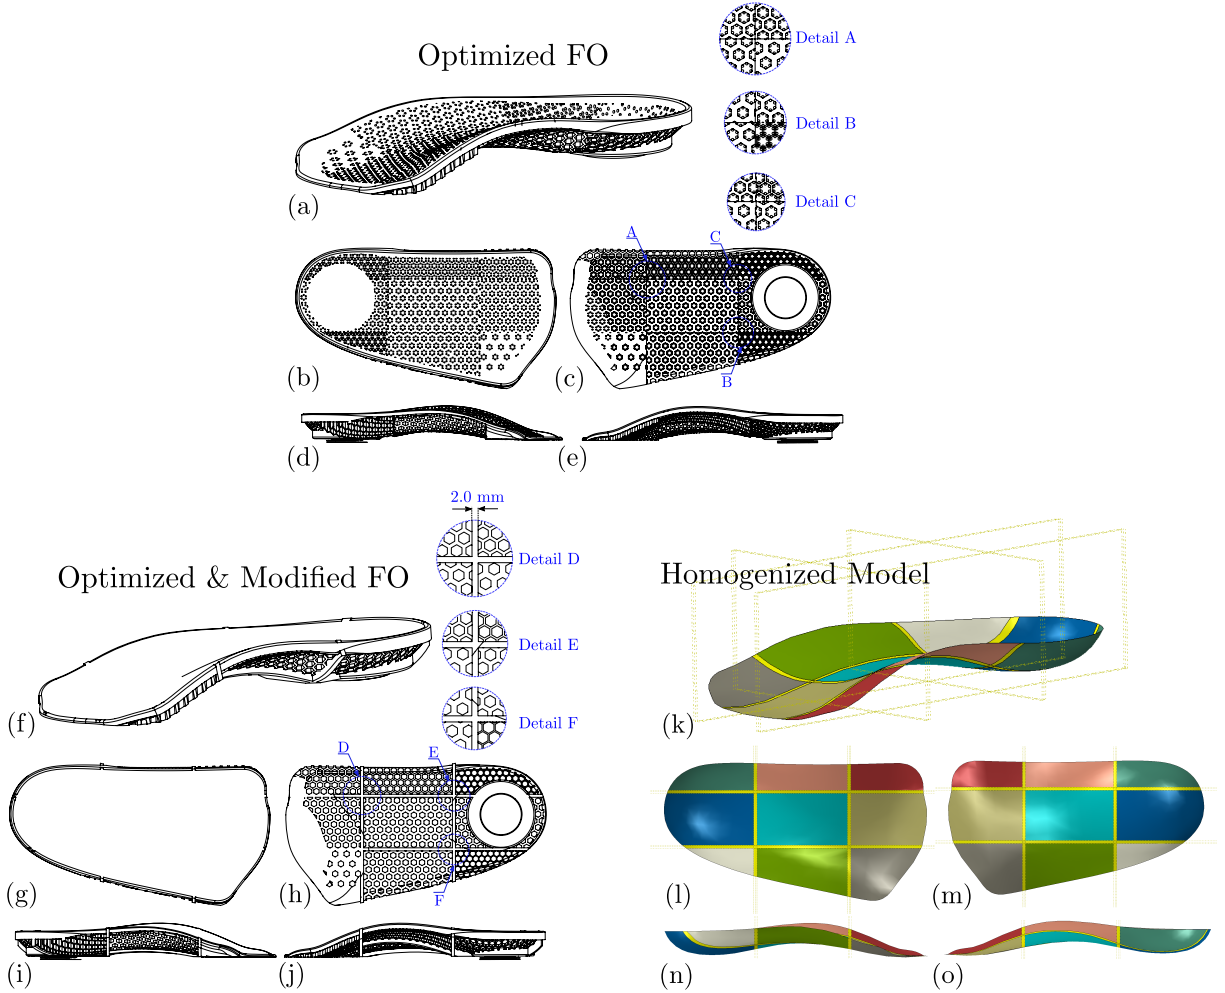 Optimized FO
Detail A
Detail B
Detail C
(a)
A
C
(b)
(c)
B
(d)
(e)
2.0 mm
Detail D
Optimized & Modified FO
Homogenized Model
Detail E
Detail F
(f)
(k)
D
E
(g)
(h)
F
(l)
(m)
(i)
(j)
(n)
(o)